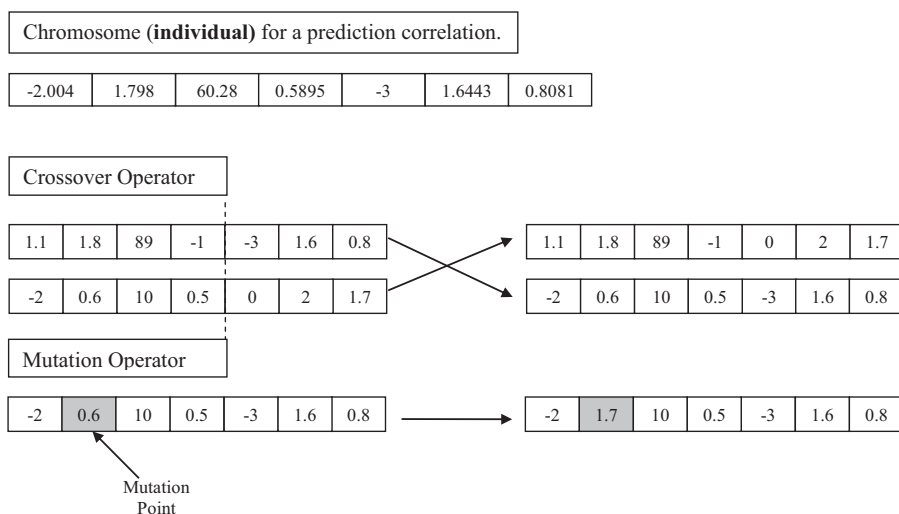 Chromosome (individual) for a prediction correlation.
-2.004 1.798 60.28 0.5895 -3 1.6443 0.8081
Crossover Operator
1.1 1.8 89 -1 -3 1.6 0.8 1.1 1.8 89 -1 0 2 1.7
-2 0.6 10 0.5 0 2 1.7 -2 0.6 10 0.5 -3 1.6 0.8
Mutation Operator
-2 0.6 10 0.5 -3 1.6 0.8 -2 1.7 10 0.5 -3 1.6 0.8
Mutation
Point